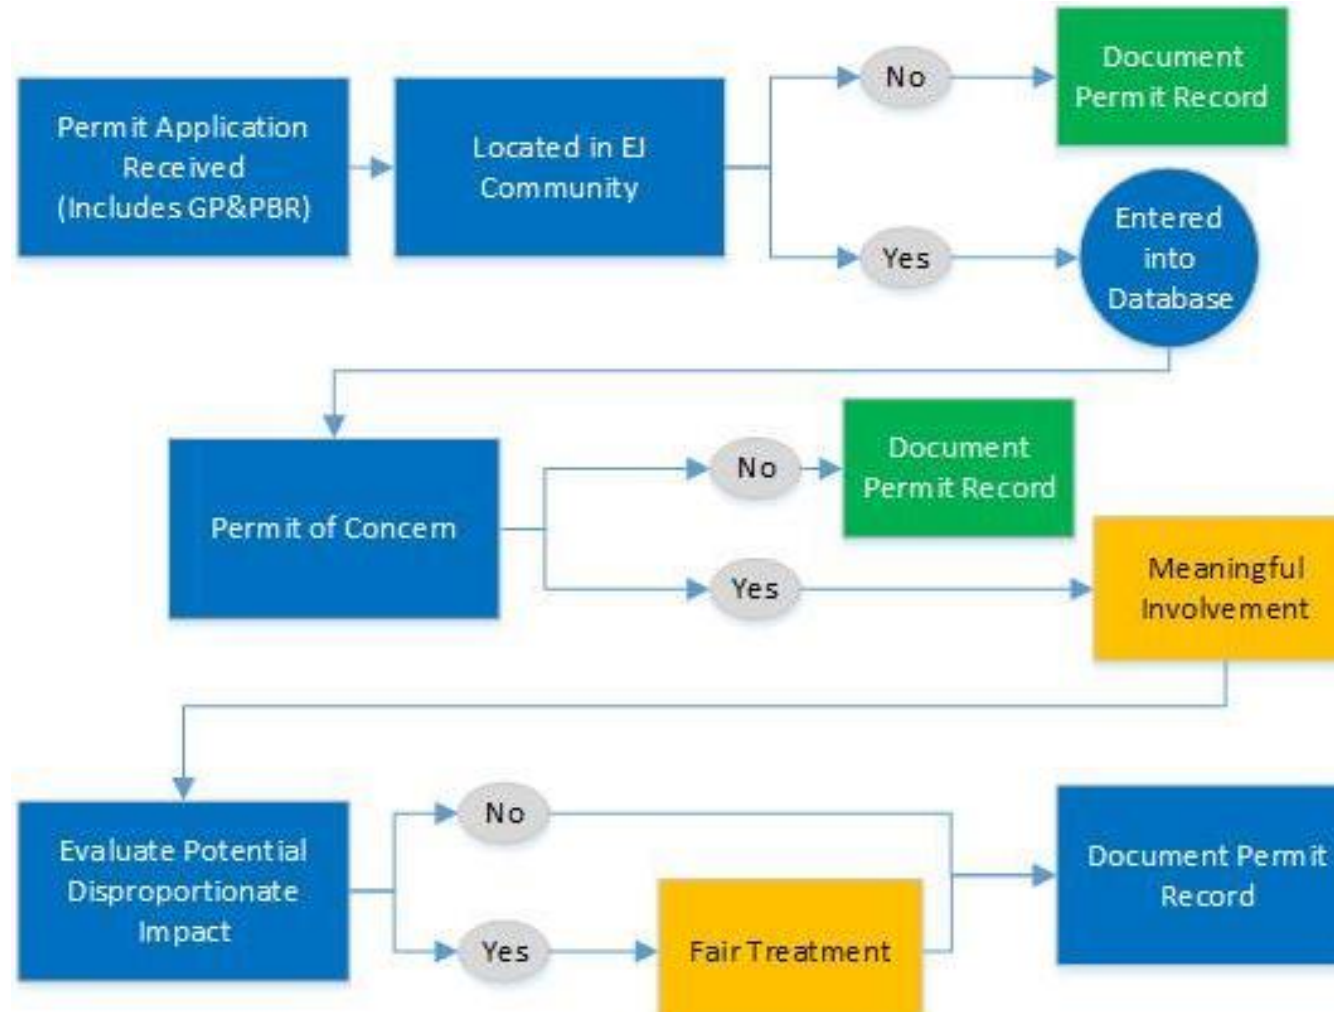 Permit Application
Received
(Includes GP&PBR)
Located in EJ
Community
No
Document
Permit Record
Yes
Entered
into
Database
Permit of Concern
No
Document
Permit Record
Yes
Meaningful
Involvement
Evaluate Potential
Disproportionate
Impact
No
Yes
Fair Treatment
Document Permit
Record